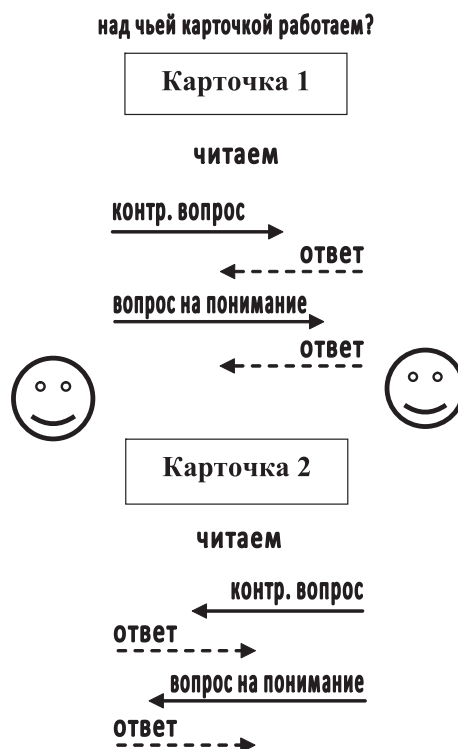 над чьей карточкой работаем?
Карточка 1
читаем
контр. вопрос
ответ
вопрос на понимание
ответ
Карточка 2
читаем
контр. вопрос
ответ
вопрос на понимание
ответ